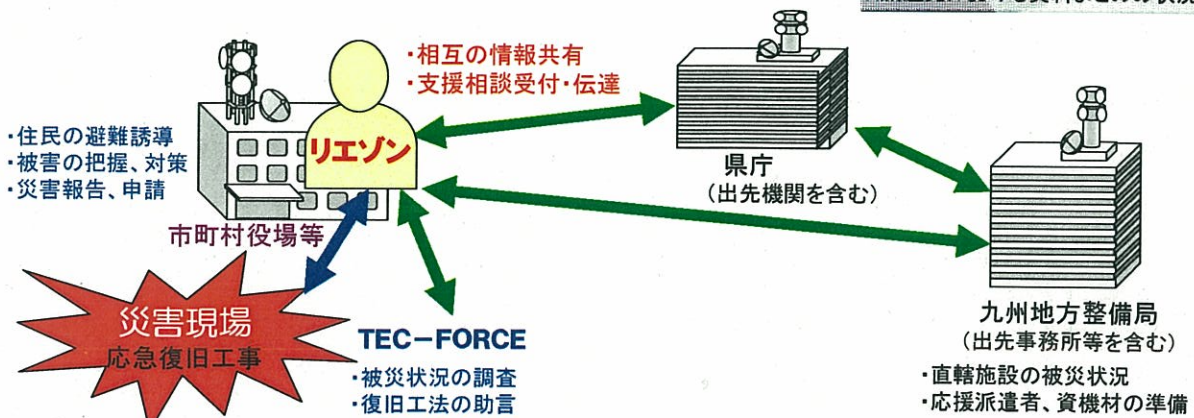 ・相互の情報共有
・支援相談受付・伝達
・住民の避難誘導
・被害の把握、対策
・災害報告、申請
リエゾン
市町村役場等
県庁
(出先機関を含む)
災害現場
応急復旧工事
TEC-FORCE
・被災状況の調査
・復旧工法の助言
九州地方整備局
(出先事務所等を含む)
・直轄施設の被災状況
・応援派遣者、資機材の準備